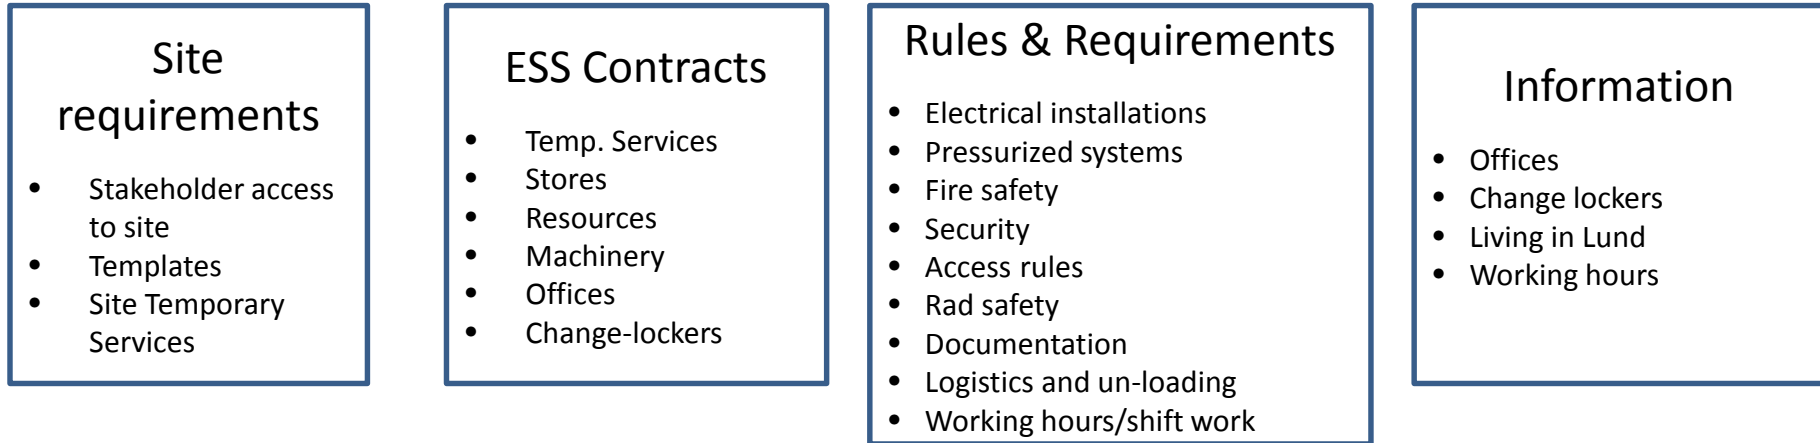 Site
requirements
• Stakeholder access
to site
• Templates
• Site Temporary
Services
ESS Contracts
• Temp. Services
• Stores
• Resources
• Machinery
• Offices
• Change-lockers
Rules & Requirements
• Electrical installations
• Pressurized systems
• Fire safety
• Security
• Access rules
• Rad safety
• Documentation
• Logistics and un-loading
• Working hours/shift work
Information
• Offices
• Change lockers
• Living in Lund
• Working hours